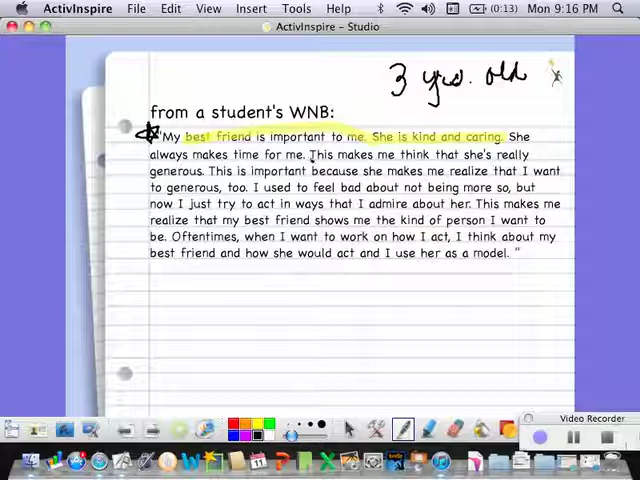 ActivInspire File Edit View Insert Tools Help (0:13) Mon 9:16 PM
ActivInspire - Studio
3 yrs. old
from a student's WNB:
"My best friend is important to me. She is kind and caring. She
always makes time for me. This makes me think that she's really
generous. This is important because she makes me realize that I want
to generous, too. I used to feel bad about not being more so, but
now I just try to act in ways that I admire about her. This makes me
realize that my best friend shows me the kind of person I want to
be. Oftentimes, when I want to work on how I act, I think about my
best friend and how she would act and I use her as a model. "
Video Recorder